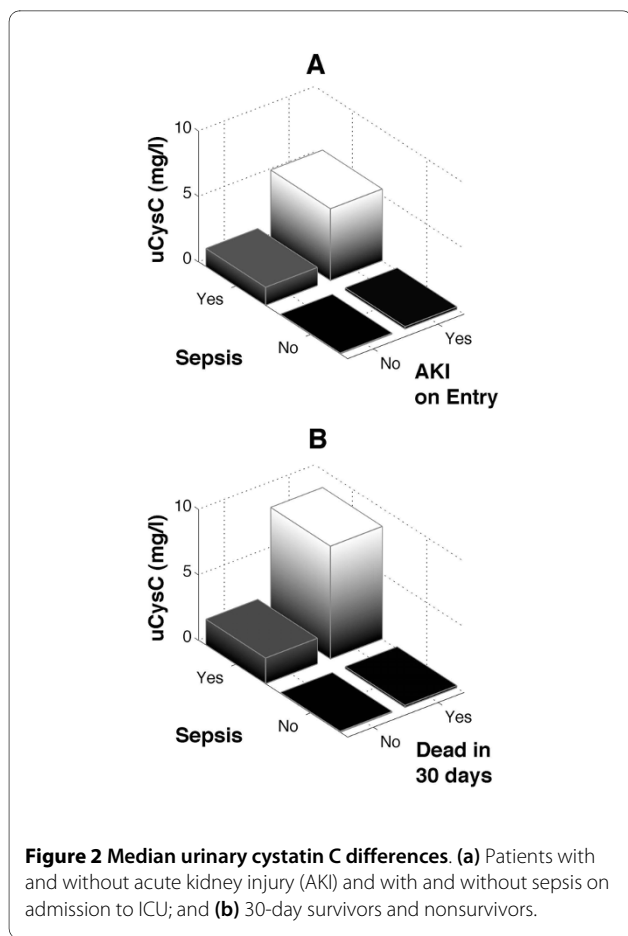 A
10
5
0
uCysC (mg/l)
Yes
No
Sepsis
No
Yes
AKI
on Entry
B
10
5
0
uCysC (mg/l)
Yes
No
Sepsis
No
Yes
Dead in
30 days
Figure 2 Median urinary cystatin C differences. (a) Patients with
and without acute kidney injury (AKI) and with and without sepsis on
admission to ICU; and (b) 30-day survivors and nonsurvivors.